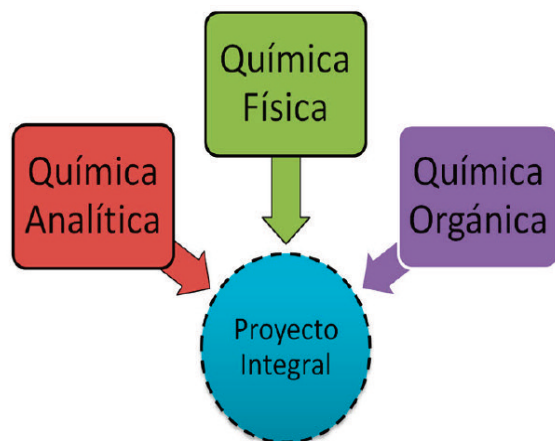 Química
Física
Química
Analítica
Química
Orgánica
Proyecto
Integral